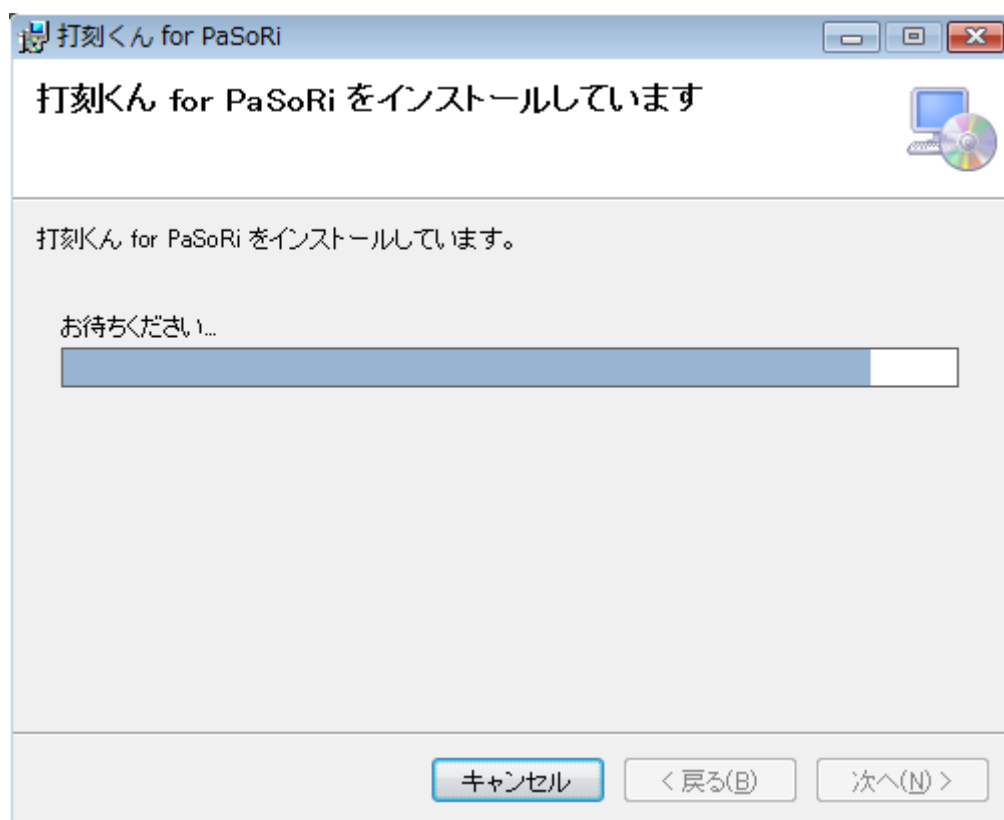 打刻くん for PaSoRi
打刻くん for PaSoRi をインストールしています
打刻くん for PaSoRi をインストールしています。
お待ちください...
キャンセル
< 戻る(B)
次へ(N) >